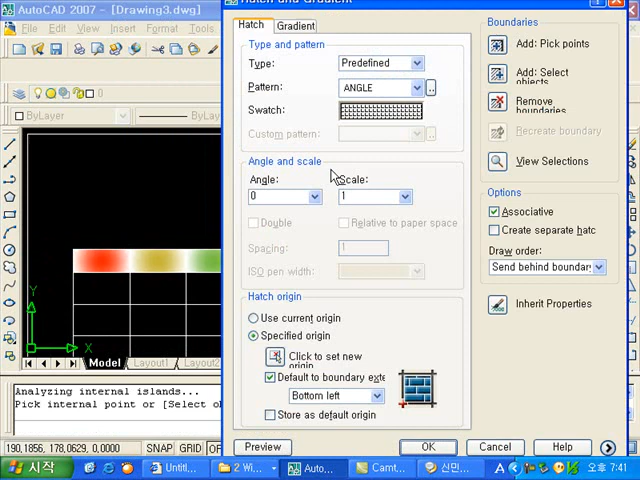 AutoCAD 2007 - [Drawing3.dwg]
Hatch and Gradient
File
Edit
View
Insert
Format
Hatch
Gradient
Type and pattern
Type:
Predefined
Pattern:
ANGLE
Swatch:
Custom pattern:
Angle and scale
Angle:
Scale:
0
1
Double
Relative to paper space
Spacing:
1
ISO pen width:
Hatch origin
Use current origin
Specified origin
Click to set new
origin
Default to boundary exte
Bottom left
Store as default origin
Boundaries
Add: Pick points
Add: Select
objects
Remove
boundaries
Recreate boundary
View Selections
Options
Associative
Create separate hatc
Draw order:
Send behind boundary
Inherit Properties
Preview
OK
Cancel
Help
ByLayer
Y
X
Model
Layout1
Layout2
Analyzing internal islands...
Pick internal point or [Select ob
190,1856, 178,0629, 0,0000
SNAP
GRID
시작
Untitl...
2 Wi...
Auto...
Camt...
신민...
A
오후 7:41